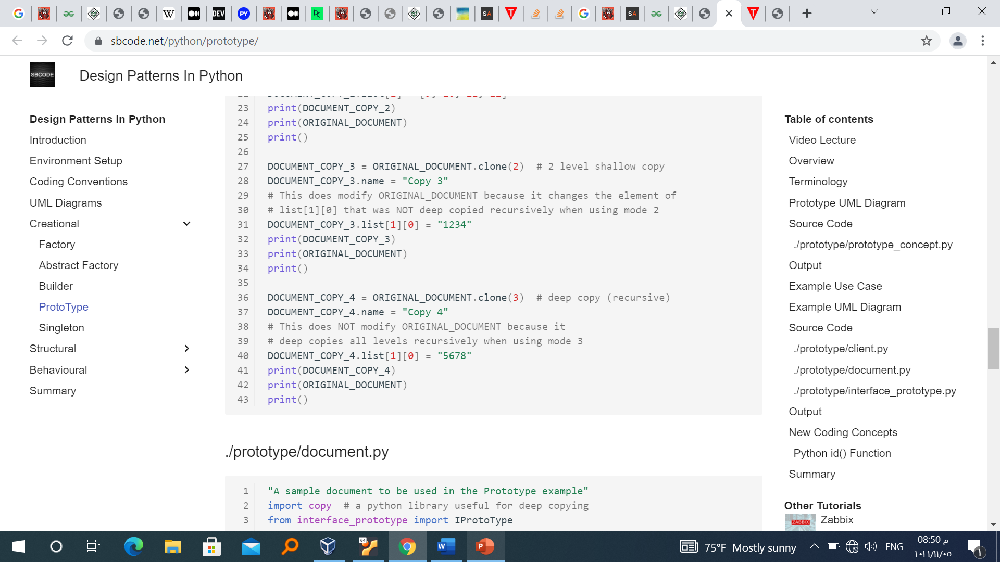 sbcode.net/python/prototype/
SBCODE
Design Patterns In Python
Design Patterns In Python
Introduction
Environment Setup
Coding Conventions
UML Diagrams
Creational
Factory
Abstract Factory
Builder
ProtoType
Singleton
Structural
Behavioural
Summary
23 print(DOCUMENT_COPY_2)
24 print(ORIGINAL_DOCUMENT)
25 print()
26
27 DOCUMENT_COPY_3 = ORIGINAL_DOCUMENT.clone(2)  # 2 level shallow copy
28 DOCUMENT_COPY_3.name = "Copy 3"
29 # This does modify ORIGINAL_DOCUMENT because it changes the element of
30 # list[1][0] that was NOT deep copied recursively when using mode 2
31 DOCUMENT_COPY_3.list[1][0] = "1234"
32 print(DOCUMENT_COPY_3)
33 print(ORIGINAL_DOCUMENT)
34 print()
35
36 DOCUMENT_COPY_4 = ORIGINAL_DOCUMENT.clone(3)  # deep copy (recursive)
37 DOCUMENT_COPY_4.name = "Copy 4"
38 # This does NOT modify ORIGINAL_DOCUMENT because it
39 # deep copies all levels recursively when using mode 3
40 DOCUMENT_COPY_4.list[1][0] = "5678"
41 print(DOCUMENT_COPY_4)
42 print(ORIGINAL_DOCUMENT)
43 print()
./prototype/document.py
1 "A sample document to be used in the Prototype example"
2 import copy  # a python library useful for deep copying
3 from interface_prototype import IProtoType
Table of contents
Video Lecture
Overview
Terminology
Prototype UML Diagram
Source Code
./prototype/prototype_concept.py
Output
Example Use Case
Example UML Diagram
Source Code
./prototype/client.py
./prototype/document.py
./prototype/interface_prototype.py
Output
New Coding Concepts
Python id() Function
Summary
Other Tutorials
ZABBIX
Zabbix
75°F Mostly sunny
ENG
08:50 م
٢٠٢١/١١/٠٥
١